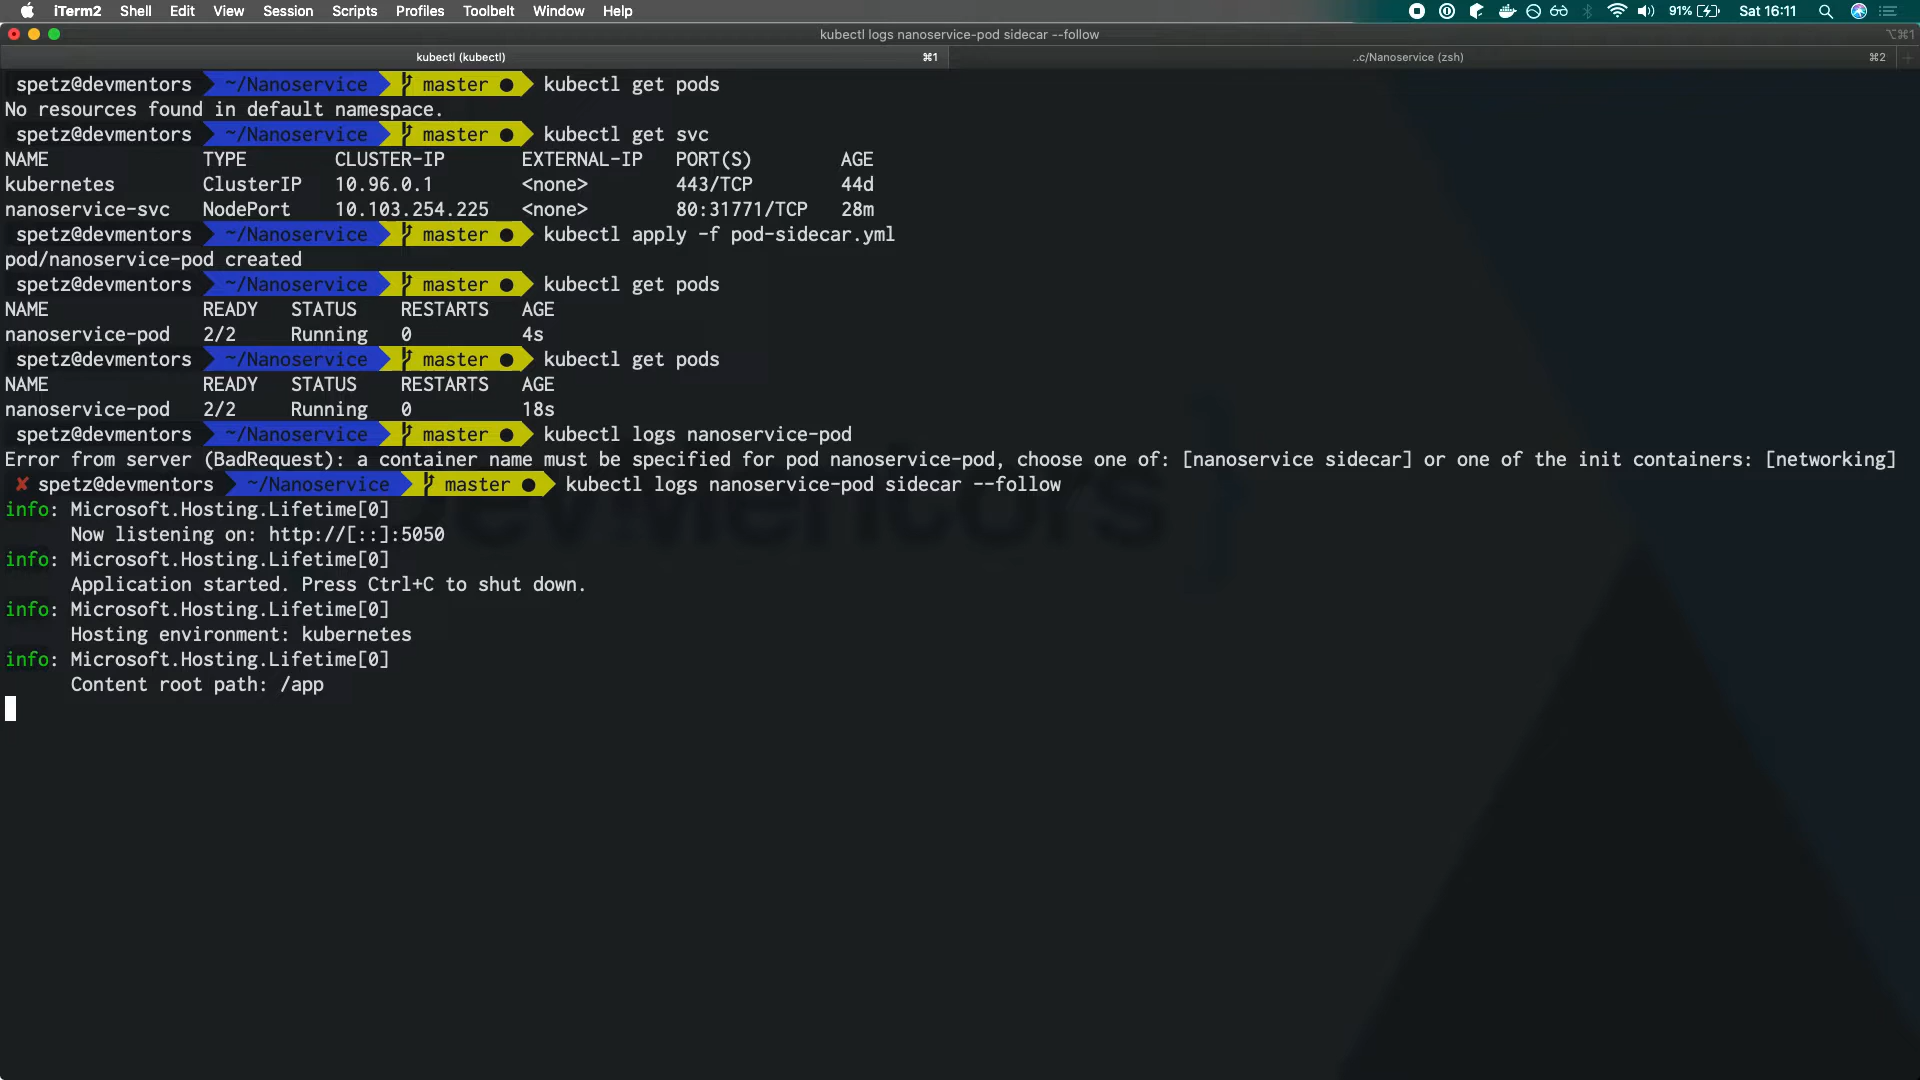 iTerm2 Shell Edit View Session Scripts Profiles Toolbelt Window Help 91% Sat 16:11
kubectl logs nanoservice-pod sidecar --follow ⌥⌘1
kubectl (kubectl) ⌘1 ..c/Nanoservice (zsh) ⌘2
spetz@devmentors ~/Nanoservice master ● kubectl get pods
No resources found in default namespace.
spetz@devmentors ~/Nanoservice master ● kubectl get svc
NAME TYPE CLUSTER-IP EXTERNAL-IP PORT(S) AGE
kubernetes ClusterIP 10.96.0.1 <none> 443/TCP 44d
nanoservice-svc NodePort 10.103.254.225 <none> 80:31771/TCP 28m
spetz@devmentors ~/Nanoservice master ● kubectl apply -f pod-sidecar.yml
pod/nanoservice-pod created
spetz@devmentors ~/Nanoservice master ● kubectl get pods
NAME READY STATUS RESTARTS AGE
nanoservice-pod 2/2 Running 0 4s
spetz@devmentors ~/Nanoservice master ● kubectl get pods
NAME READY STATUS RESTARTS AGE
nanoservice-pod 2/2 Running 0 18s
spetz@devmentors ~/Nanoservice master ● kubectl logs nanoservice-pod
Error from server (BadRequest): a container name must be specified for pod nanoservice-pod, choose one of: [nanoservice sidecar] or one of the init containers: [networking]
✘ spetz@devmentors ~/Nanoservice master ● kubectl logs nanoservice-pod sidecar --follow
info: Microsoft.Hosting.Lifetime[0]
Now listening on: http://[::]:5050
info: Microsoft.Hosting.Lifetime[0]
Application started. Press Ctrl+C to shut down.
info: Microsoft.Hosting.Lifetime[0]
Hosting environment: kubernetes
info: Microsoft.Hosting.Lifetime[0]
Content root path: /app